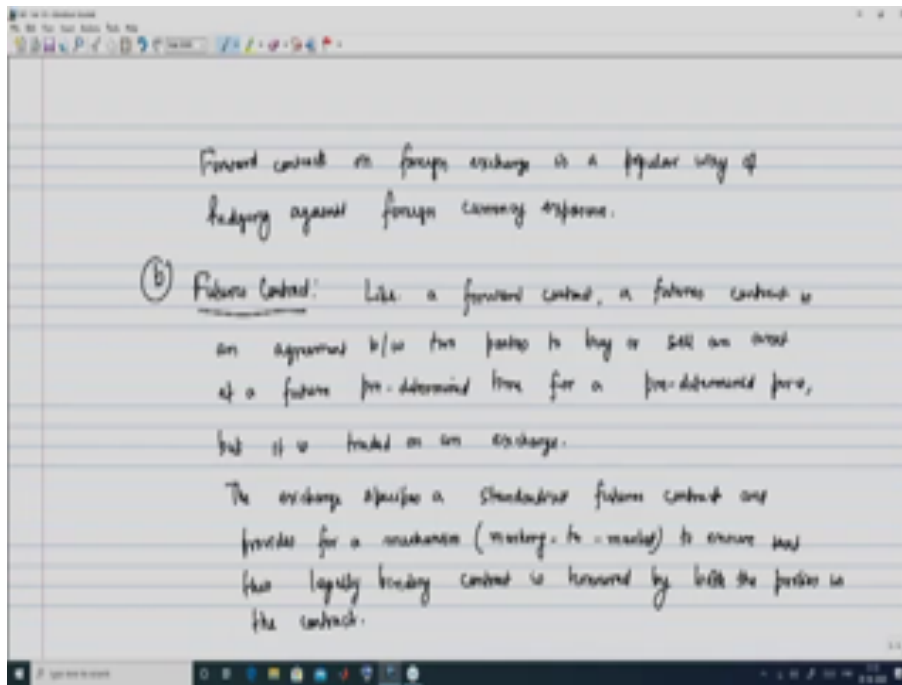 Forward contract on foreign exchange is a popular way of
hedging against foreign currency exposure.
(b) Futures Contract: Like a forward contract, a futures contract is
an agreement b/w two parties to buy or sell an asset
at a future pre-determined time for a pre-determined price,
but it is traded on an exchange.
The exchange specifies a standardized futures contract and
provides for a mechanism (marking-to-market) to ensure that
this legally binding contract is honoured by both the parties in
the contract.